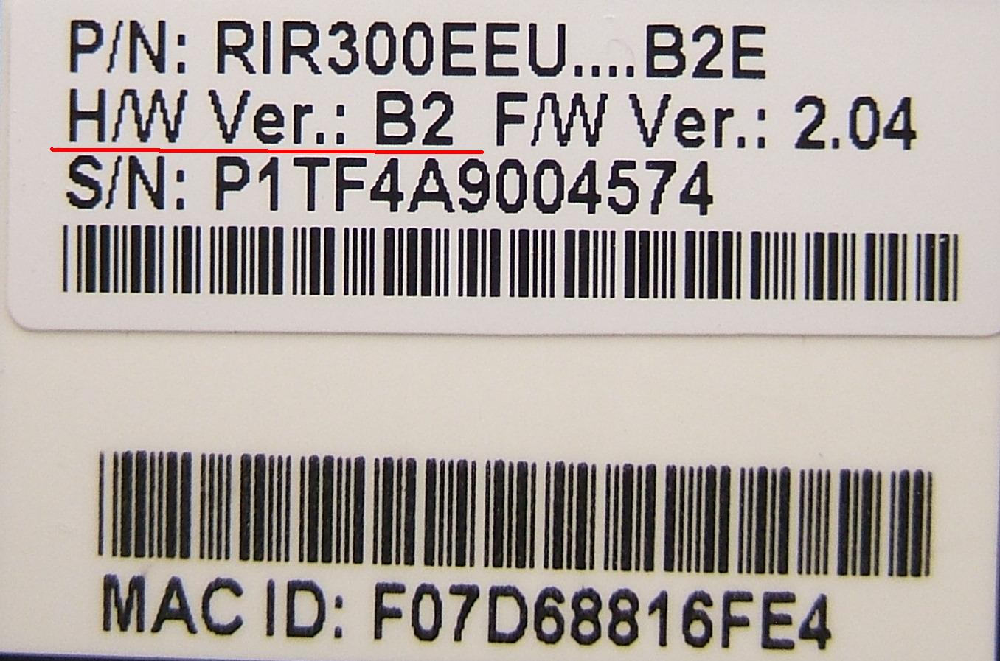 P/N: RIR300EEU....B2E
H/W Ver.: B2 F/W Ver.: 2.04
S/N: P1TF4A9004574
MAC ID: F07D68816FE4